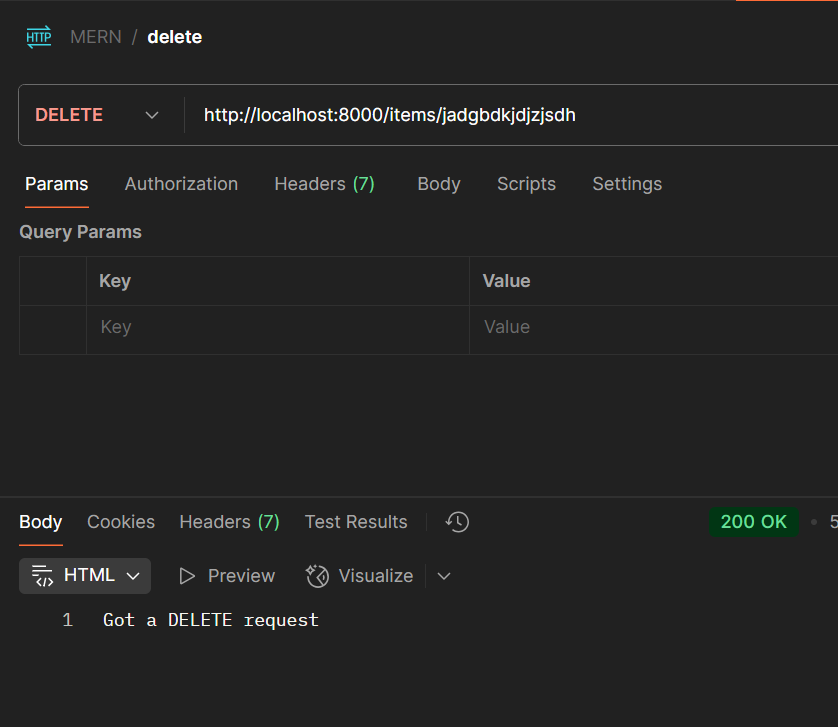 HTTP MERN / delete
DELETE http://localhost:8000/items/jadgbdkjdjzjsdh
Params Authorization Headers (7) Body Scripts Settings
Query Params
Key Value
Key Value
Body Cookies Headers (7) Test Results 200 OK • 5
HTML Preview Visualize
1 Got a DELETE request